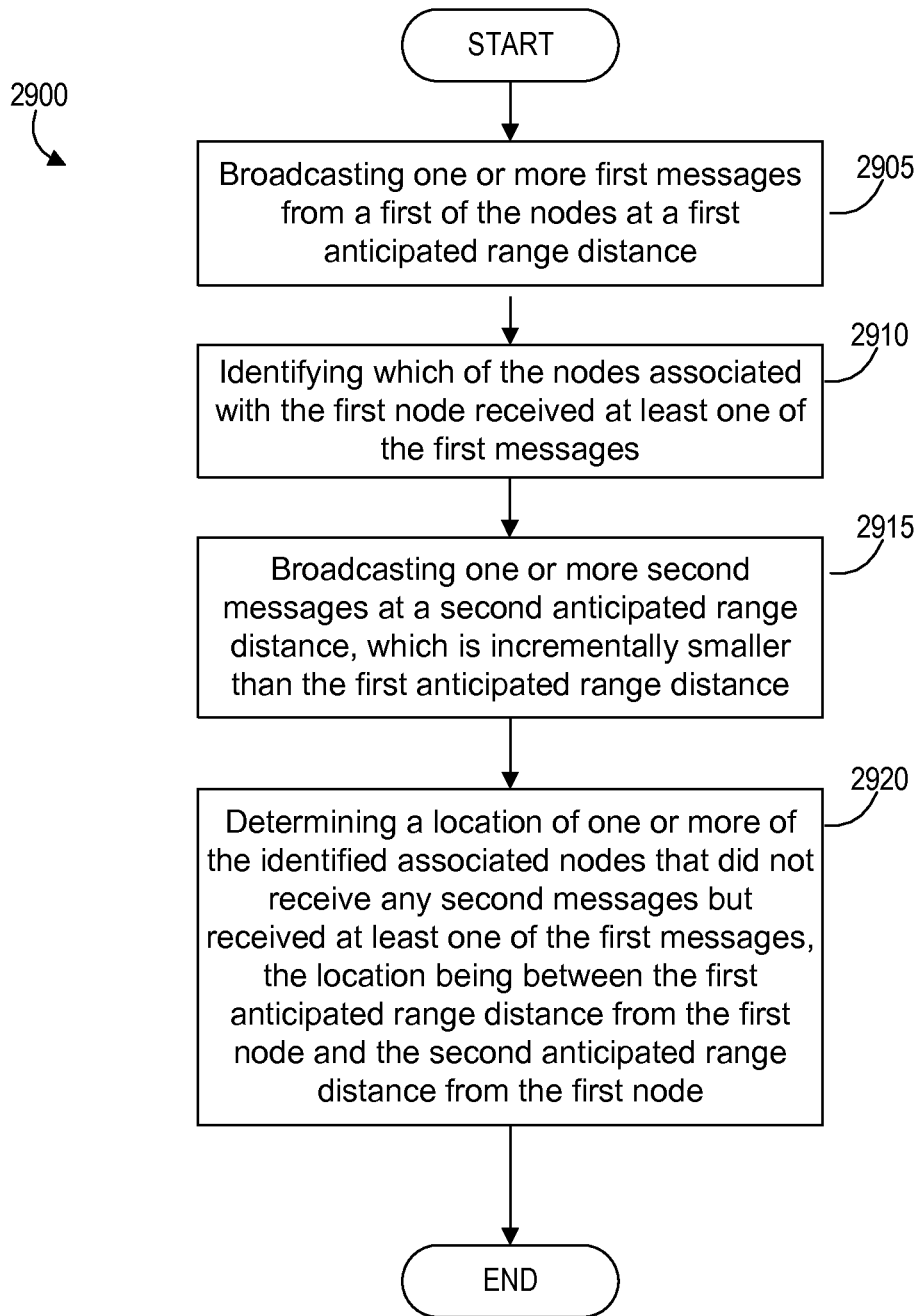 START
2900
Broadcasting one or more first messages
from a first of the nodes at a first
anticipated range distance
2905
Identifying which of the nodes associated
with the first node received at least one of
the first messages
2910
Broadcasting one or more second
messages at a second anticipated range
distance, which is incrementally smaller
than the first anticipated range distance
2915
Determining a location of one or more of
the identified associated nodes that did not
receive any second messages but
received at least one of the first messages,
the location being between the first
anticipated range distance from the first
node and the second anticipated range
distance from the first node
2920
END